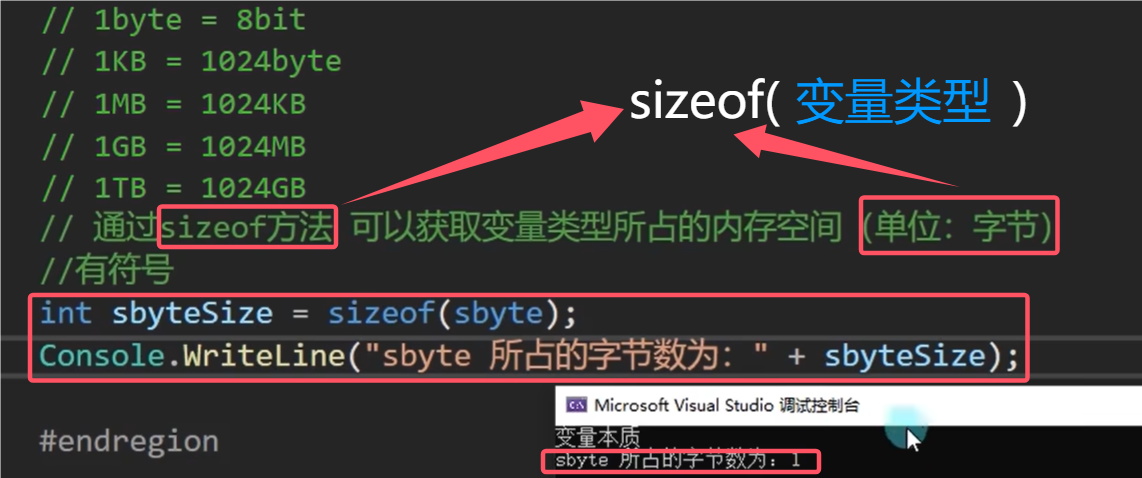 // 1byte = 8bit
// 1KB = 1024byte
// 1MB = 1024KB
sizeof( 变量类型 )
// 1GB = 1024MB
// 1TB = 1024GB
// 通过sizeof方法 可以获取变量类型所占的内存空间 (单位：字节)
//有符号
int sbyteSize = sizeof(sbyte);
Console.WriteLine("sbyte 所占的字节数为：" + sbyteSize);
Microsoft Visual Studio 调试控制台
#endregion
变量本质
sbyte 所占的字节数为：1